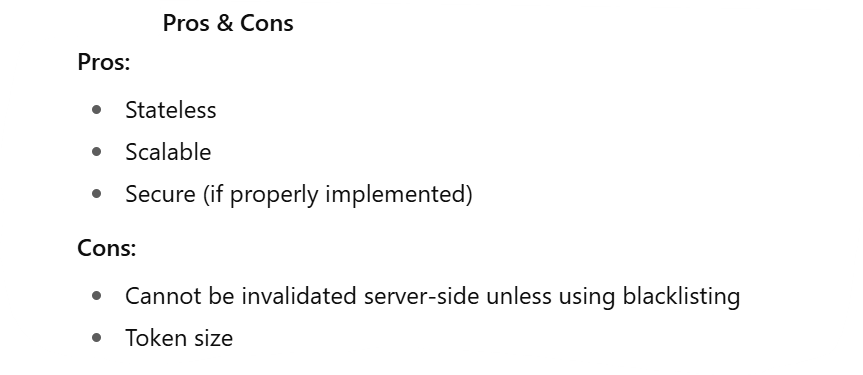 Pros & Cons
Pros:
• Stateless
• Scalable
• Secure (if properly implemented)
Cons:
• Cannot be invalidated server-side unless using blacklisting
• Token size